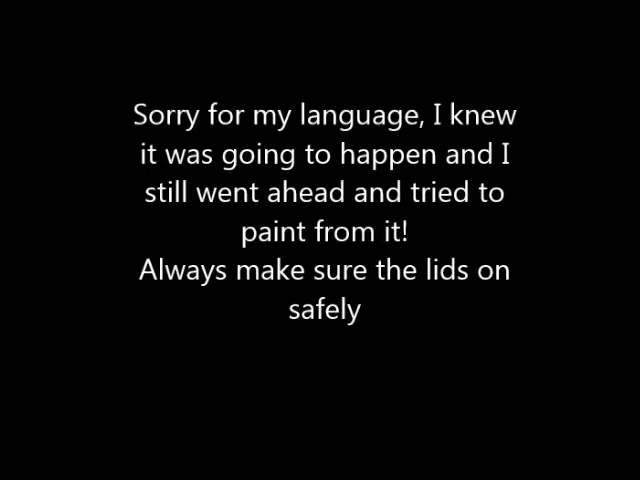 Sorry for my language, I knew
it was going to happen and I
still went ahead and tried to
paint from it!
Always make sure the lids on
safely